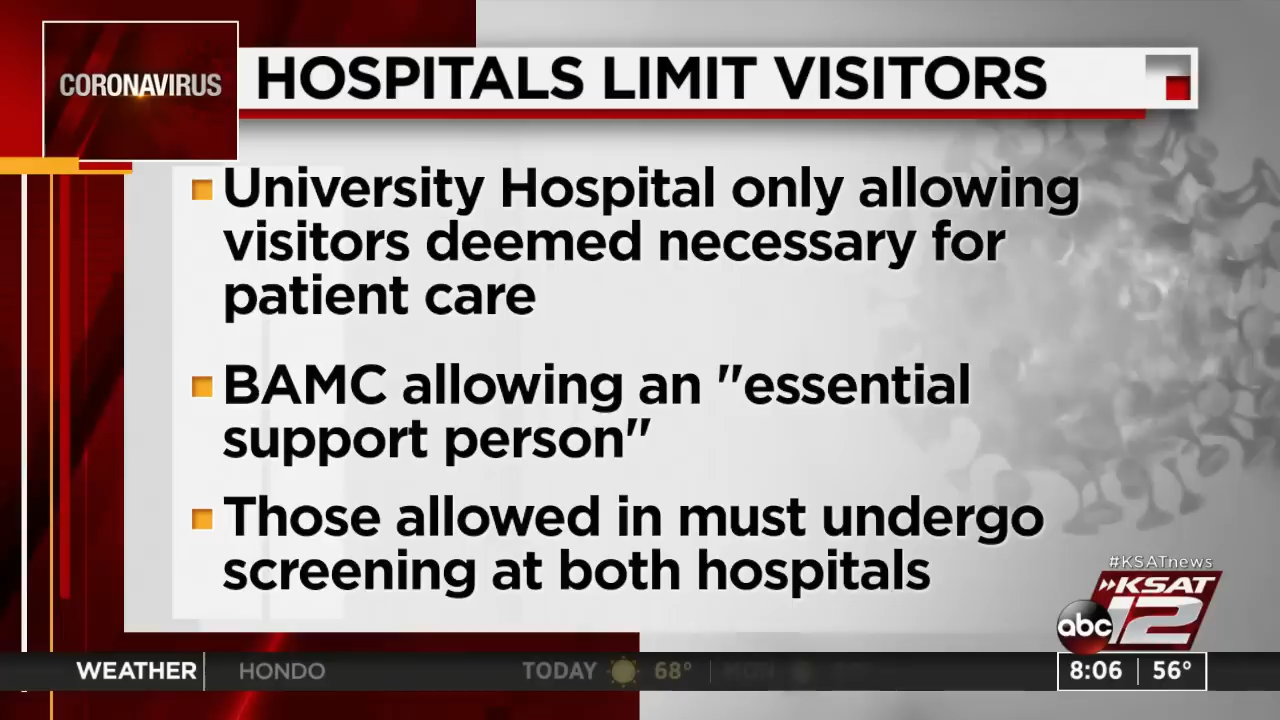 CORONAVIRUS
HOSPITALS LIMIT VISITORS
University Hospital only allowing
visitors deemed necessary for
patient care
BAMC allowing an "essential
support person"
Those allowed in must undergo
screening at both hospitals
#KSATnews
KSAT
abc 12
WEATHER HONDO TODAY 68° 8:06 56°